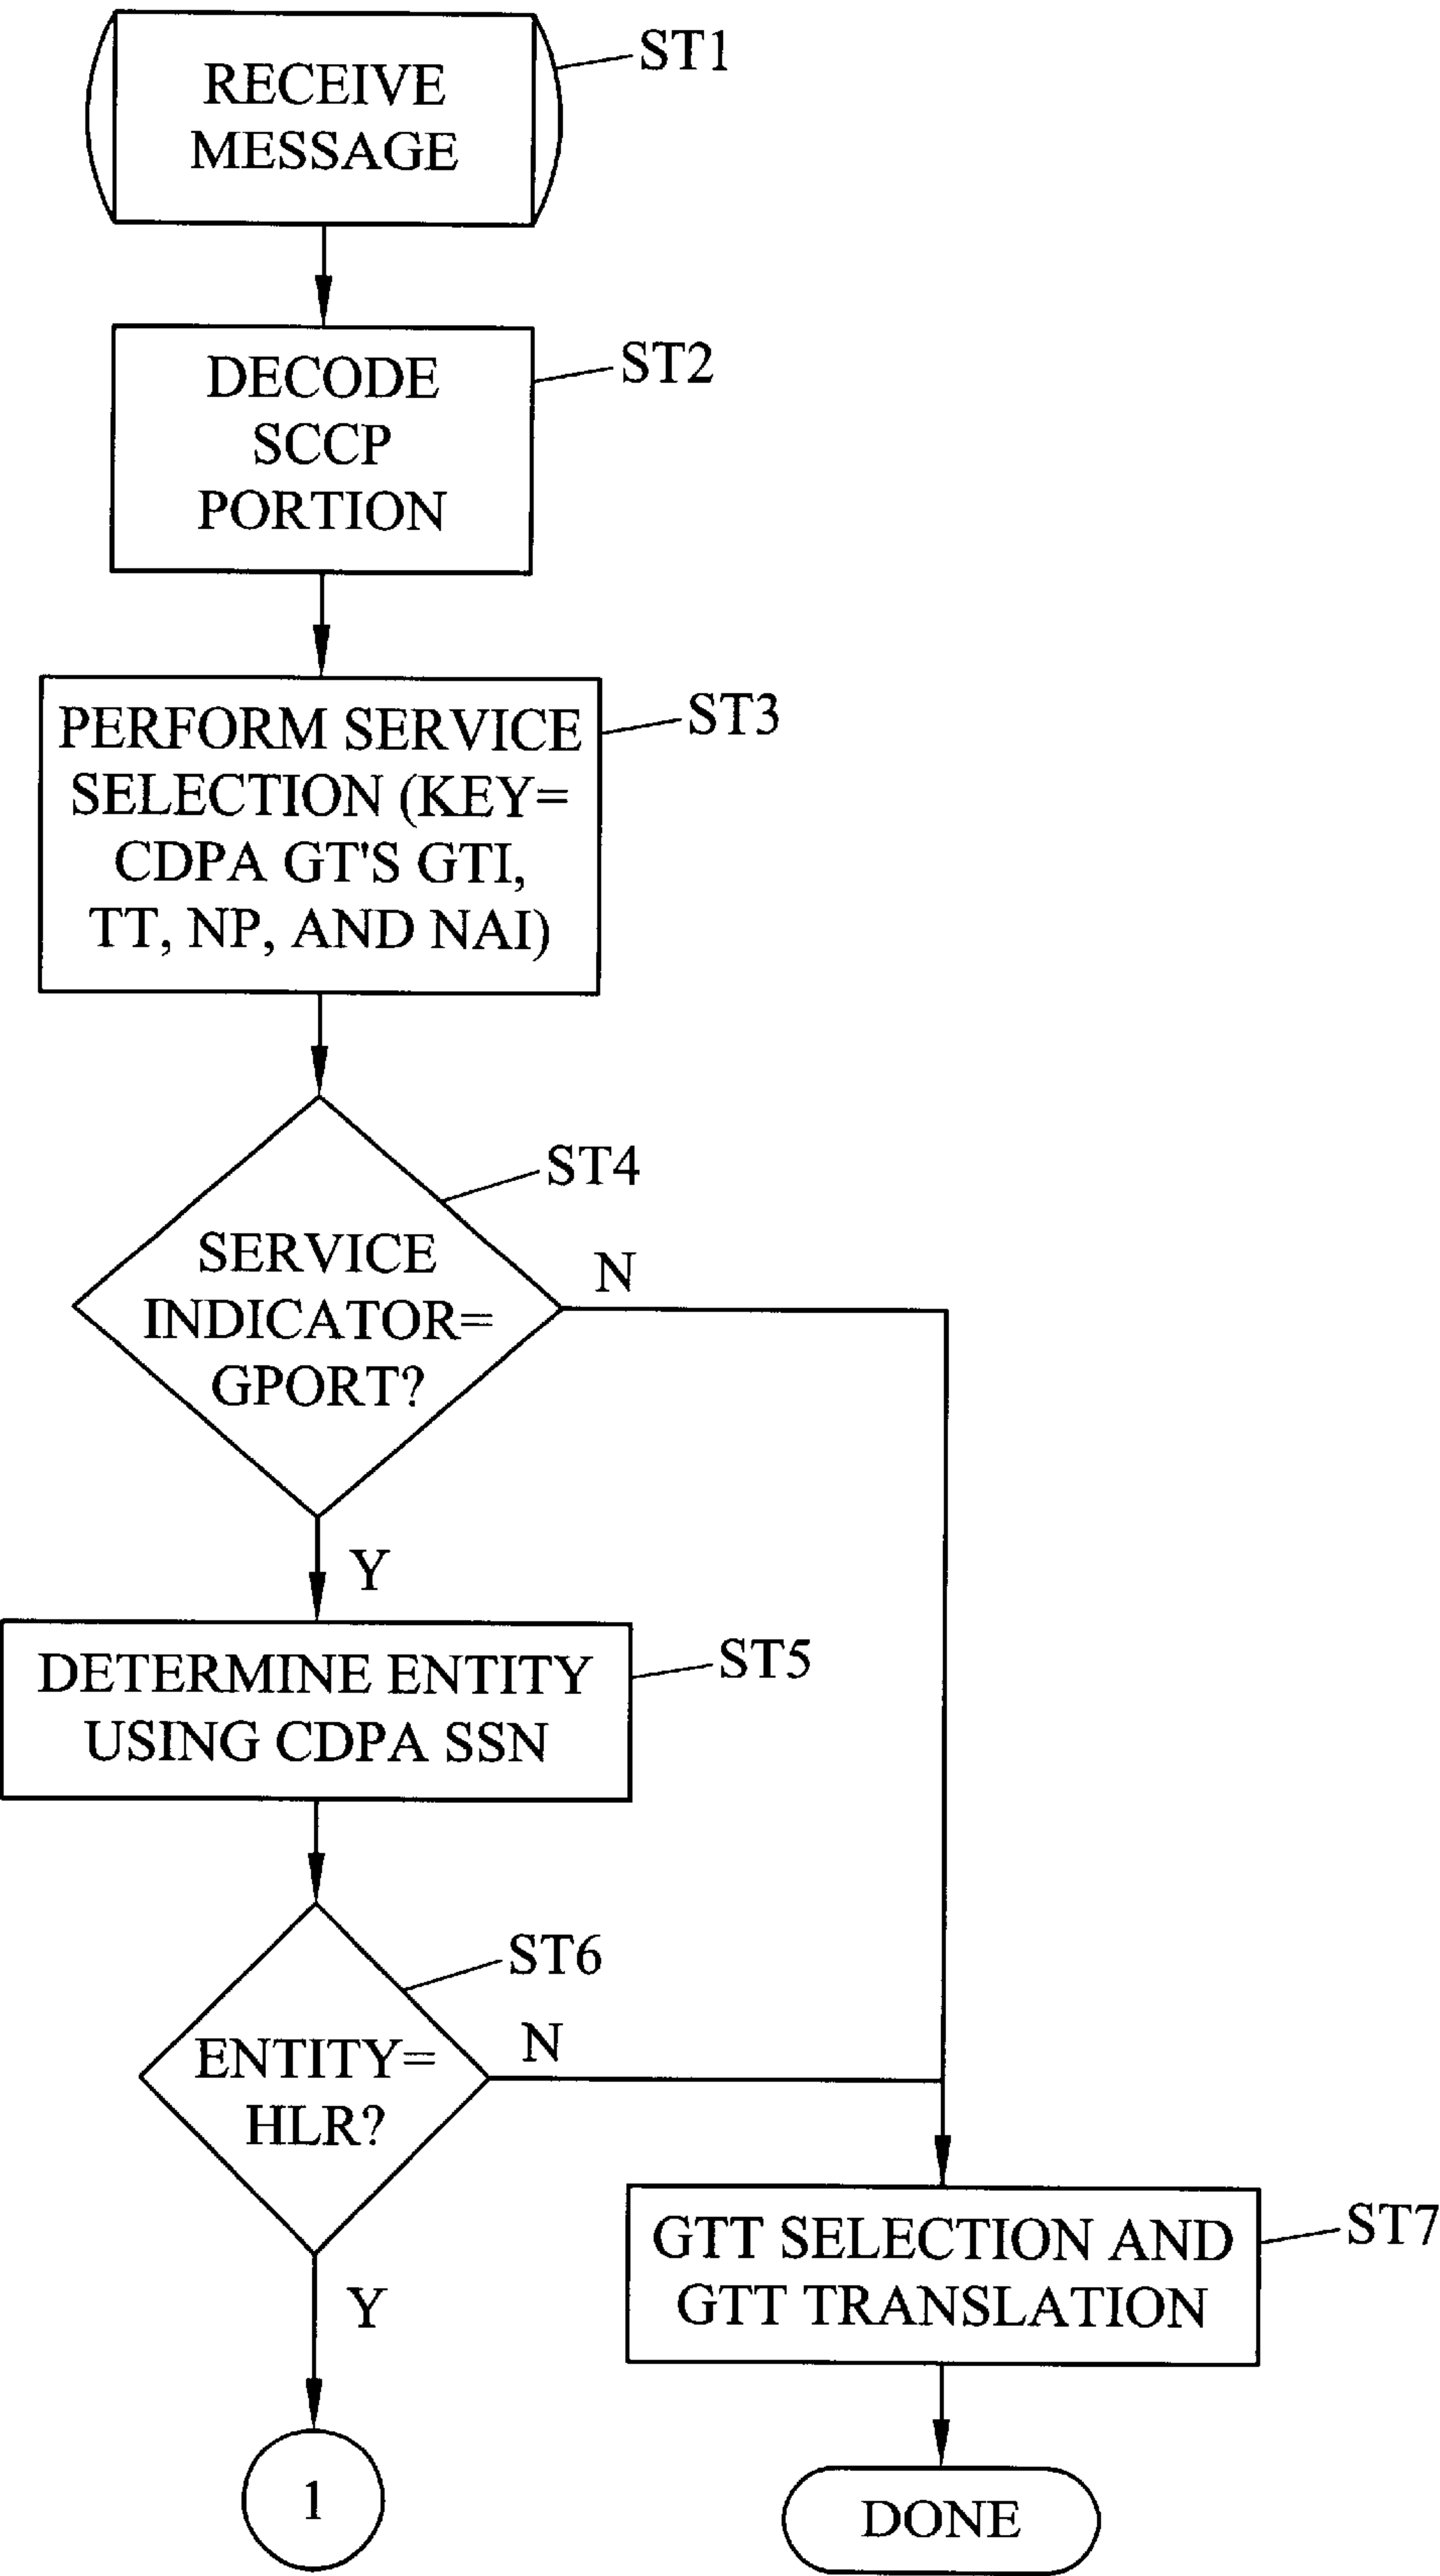 RECEIVE
MESSAGE
ST1
DECODE
SCCP
PORTION
ST2
PERFORM SERVICE
SELECTION (KEY=
CDPA GT'S GTI,
TT, NP, AND NAI)
ST3
SERVICE
INDICATOR=
GPORT?
ST4
N
Y
DETERMINE ENTITY
USING CDPA SSN
ST5
ENTITY=
HLR?
ST6
N
Y
GTT SELECTION AND
GTT TRANSLATION
ST7
1
DONE